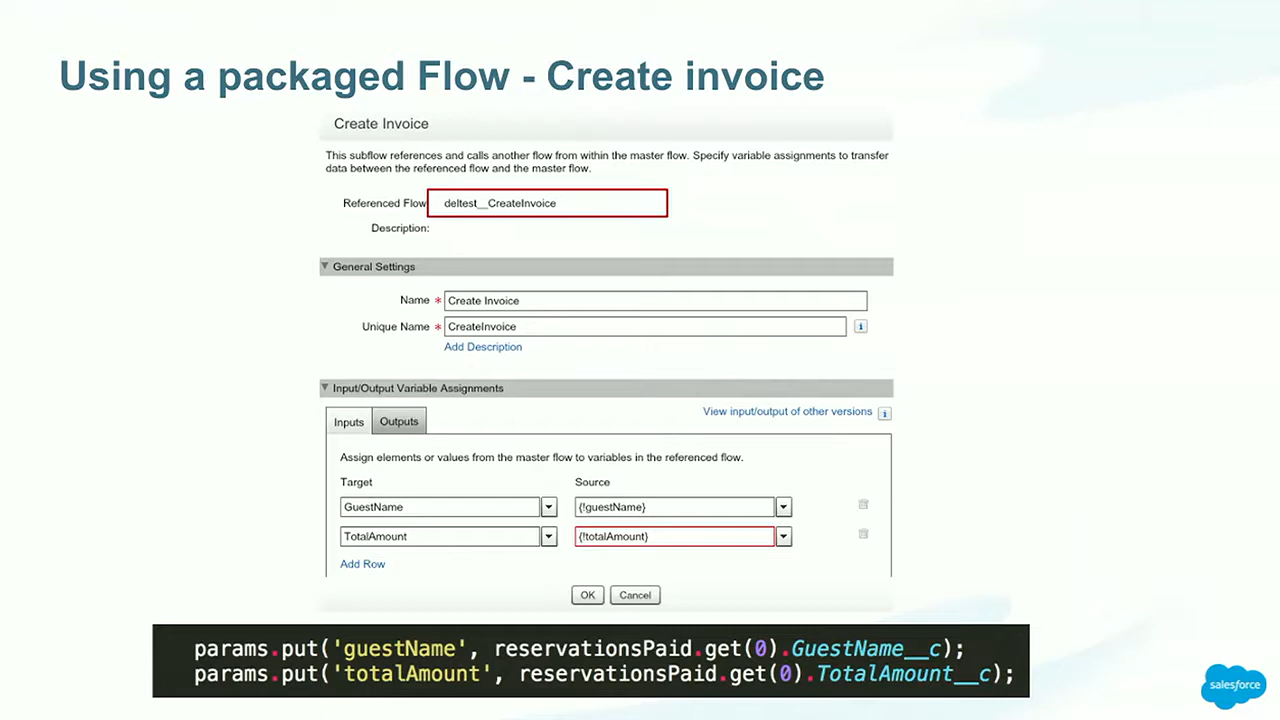 Using a packaged Flow - Create invoice
Create Invoice
This subflow references and calls another flow from within the master flow. Specify variable assignments to transfer
data between the referenced flow and the master flow.
Referenced Flow deltest__CreateInvoice
Description:
General Settings
Name * Create Invoice
Unique Name * CreateInvoice
Add Description
Input/Output Variable Assignments
View input/output of other versions
Inputs Outputs
Assign elements or values from the master flow to variables in the referenced flow.
Target Source
GuestName {!guestName}
TotalAmount {!totalAmount}
Add Row
OK Cancel
params.put('guestName', reservationsPaid.get(0).GuestName__c);
params.put('totalAmount', reservationsPaid.get(0).TotalAmount__c);
salesforce